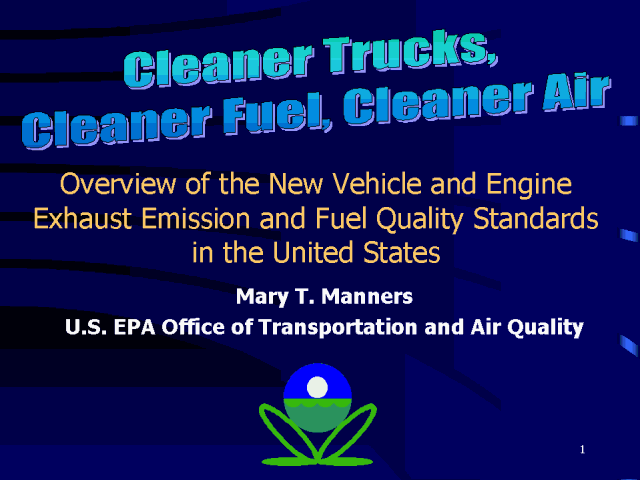 Cleaner Trucks,
Cleaner Fuel, Cleaner Air
Overview of the New Vehicle and Engine
Exhaust Emission and Fuel Quality Standards
in the United States
Mary T. Manners
U.S. EPA Office of Transportation and Air Quality
1